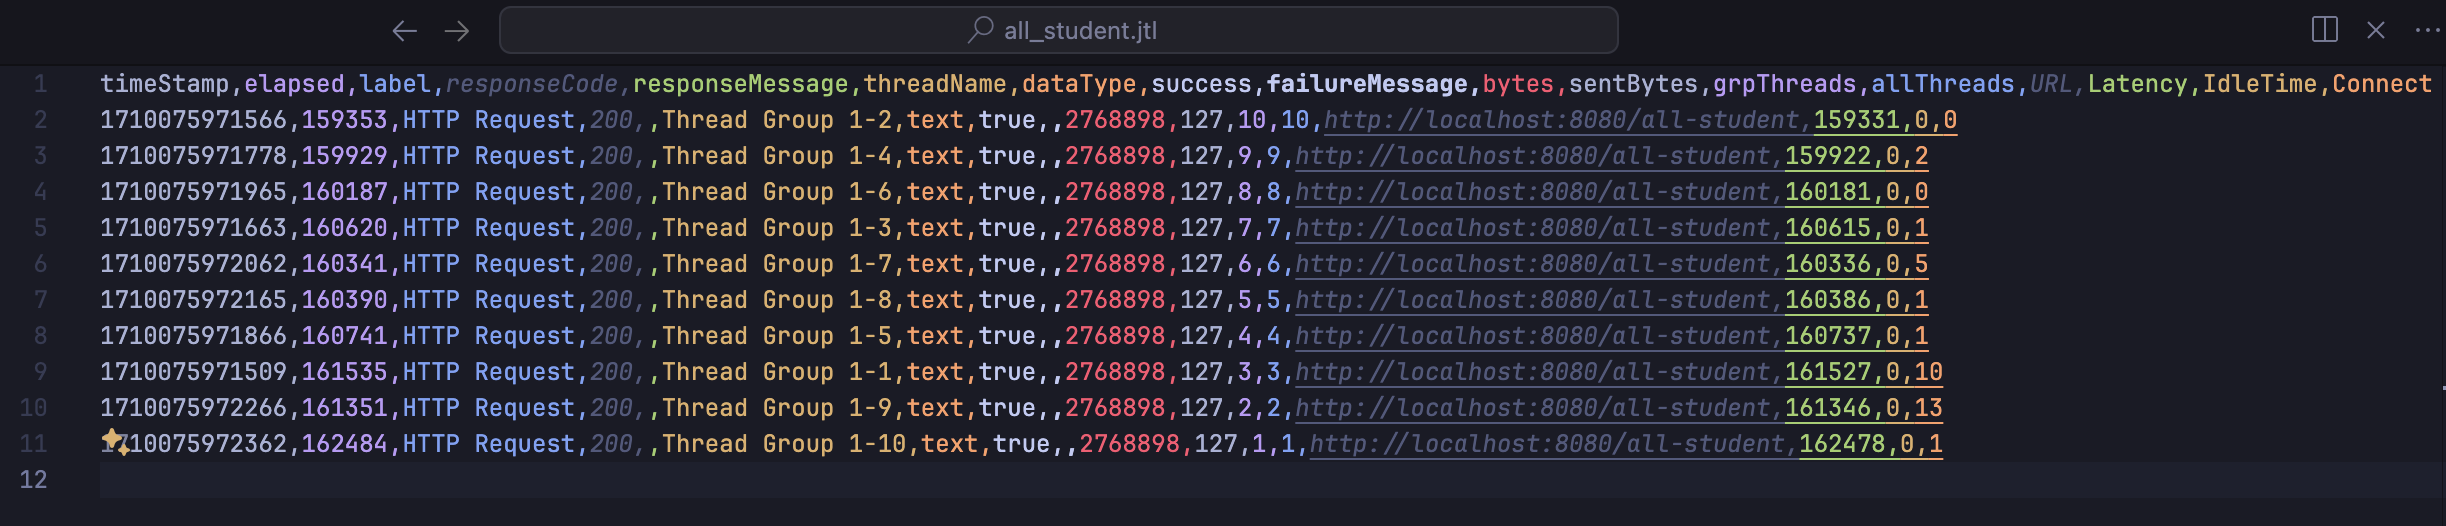 all_student.jtl
1 timeStamp,elapsed,label,responseCode,responseMessage,threadName,dataType,success,failureMessage,bytes,sentBytes,grpThreads,allThreads,URL,Latency,IdleTime,Connect
2 1710075971566,159353,HTTP Request,200,,Thread Group 1-2,text,true,,2768898,127,10,10,http://localhost:8080/all-student,159331,0,0
3 1710075971778,159929,HTTP Request,200,,Thread Group 1-4,text,true,,2768898,127,9,9,http://localhost:8080/all-student,159922,0,2
4 1710075971965,160187,HTTP Request,200,,Thread Group 1-6,text,true,,2768898,127,8,8,http://localhost:8080/all-student,160181,0,0
5 1710075971663,160620,HTTP Request,200,,Thread Group 1-3,text,true,,2768898,127,7,7,http://localhost:8080/all-student,160615,0,1
6 1710075972062,160341,HTTP Request,200,,Thread Group 1-7,text,true,,2768898,127,6,6,http://localhost:8080/all-student,160336,0,5
7 1710075972165,160390,HTTP Request,200,,Thread Group 1-8,text,true,,2768898,127,5,5,http://localhost:8080/all-student,160386,0,1
8 1710075971866,160741,HTTP Request,200,,Thread Group 1-5,text,true,,2768898,127,4,4,http://localhost:8080/all-student,160737,0,1
9 1710075971509,161535,HTTP Request,200,,Thread Group 1-1,text,true,,2768898,127,3,3,http://localhost:8080/all-student,161527,0,10
10 1710075972266,161351,HTTP Request,200,,Thread Group 1-9,text,true,,2768898,127,2,2,http://localhost:8080/all-student,161346,0,13
11 1710075972362,162484,HTTP Request,200,,Thread Group 1-10,text,true,,2768898,127,1,1,http://localhost:8080/all-student,162478,0,1
12